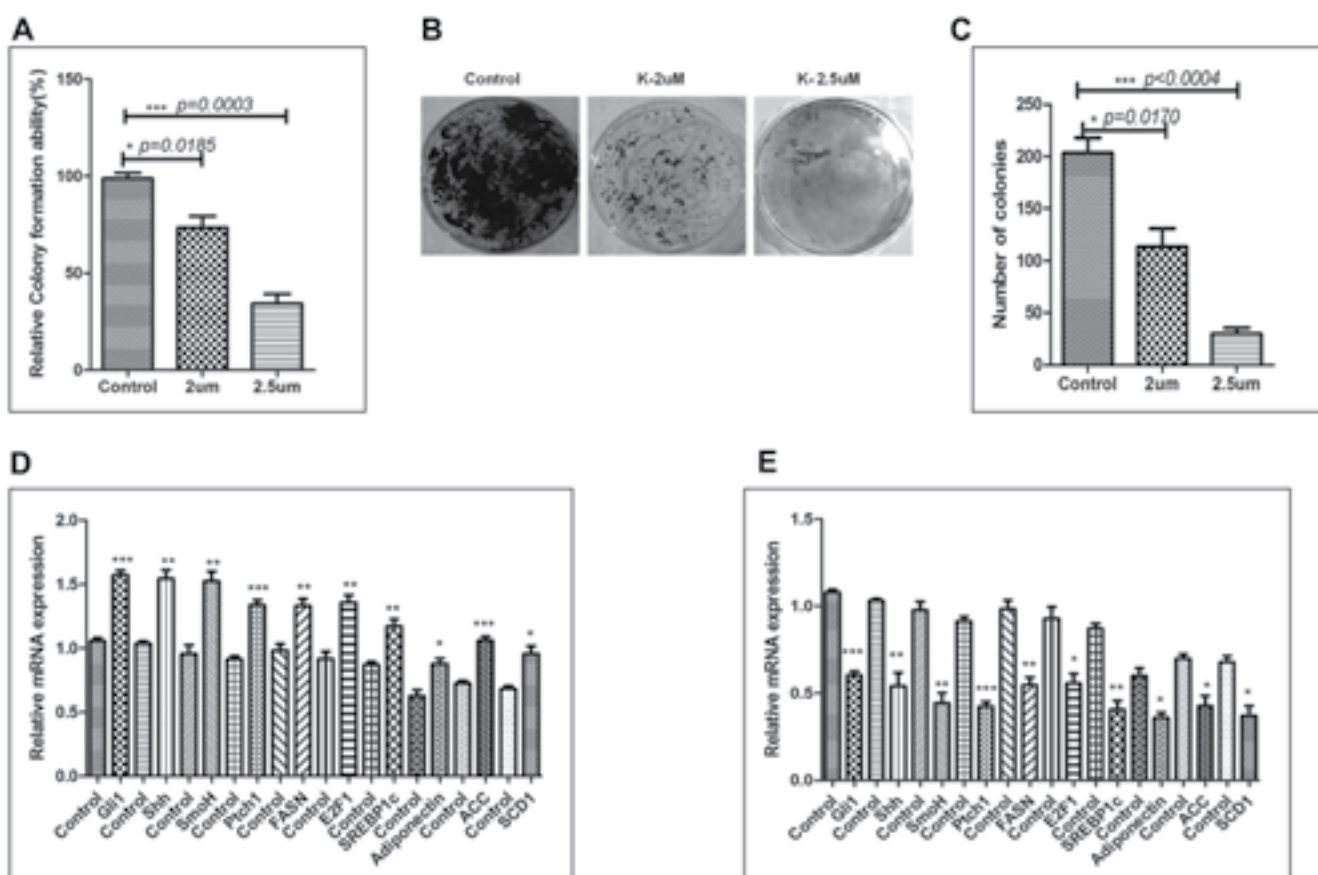 A
Relative Colony formation ability(%)
150
100
50
0
*** p=0.0003
* p=0.0185
Control
2um
2.5um
B
Control
K-2uM
K-2.5uM
C
Number of colonies
250
200
150
100
50
0
*** p<0.0004
* p=0.0170
Control
2um
2.5um
D
Relative mRNA expression
2.0
1.5
1.0
0.5
0.0
***
**
**
***
**
**
**
*
***
*
Control
Gli1
Control
Shh
Control
SmoH
Control
Ptch1
Control
FASN
Control
E2F1
Control
SREBP1c
Control
Adiponectin
Control
ACC
Control
SCD1
E
Relative mRNA expression
1.5
1.0
0.5
0.0
***
**
**
***
**
*
**
*
*
*
Control
Gli1
Control
Shh
Control
SmoH
Control
Ptch1
Control
FASN
Control
E2F1
Control
SREBP1c
Control
Adiponectin
Control
ACC
Control
SCD1